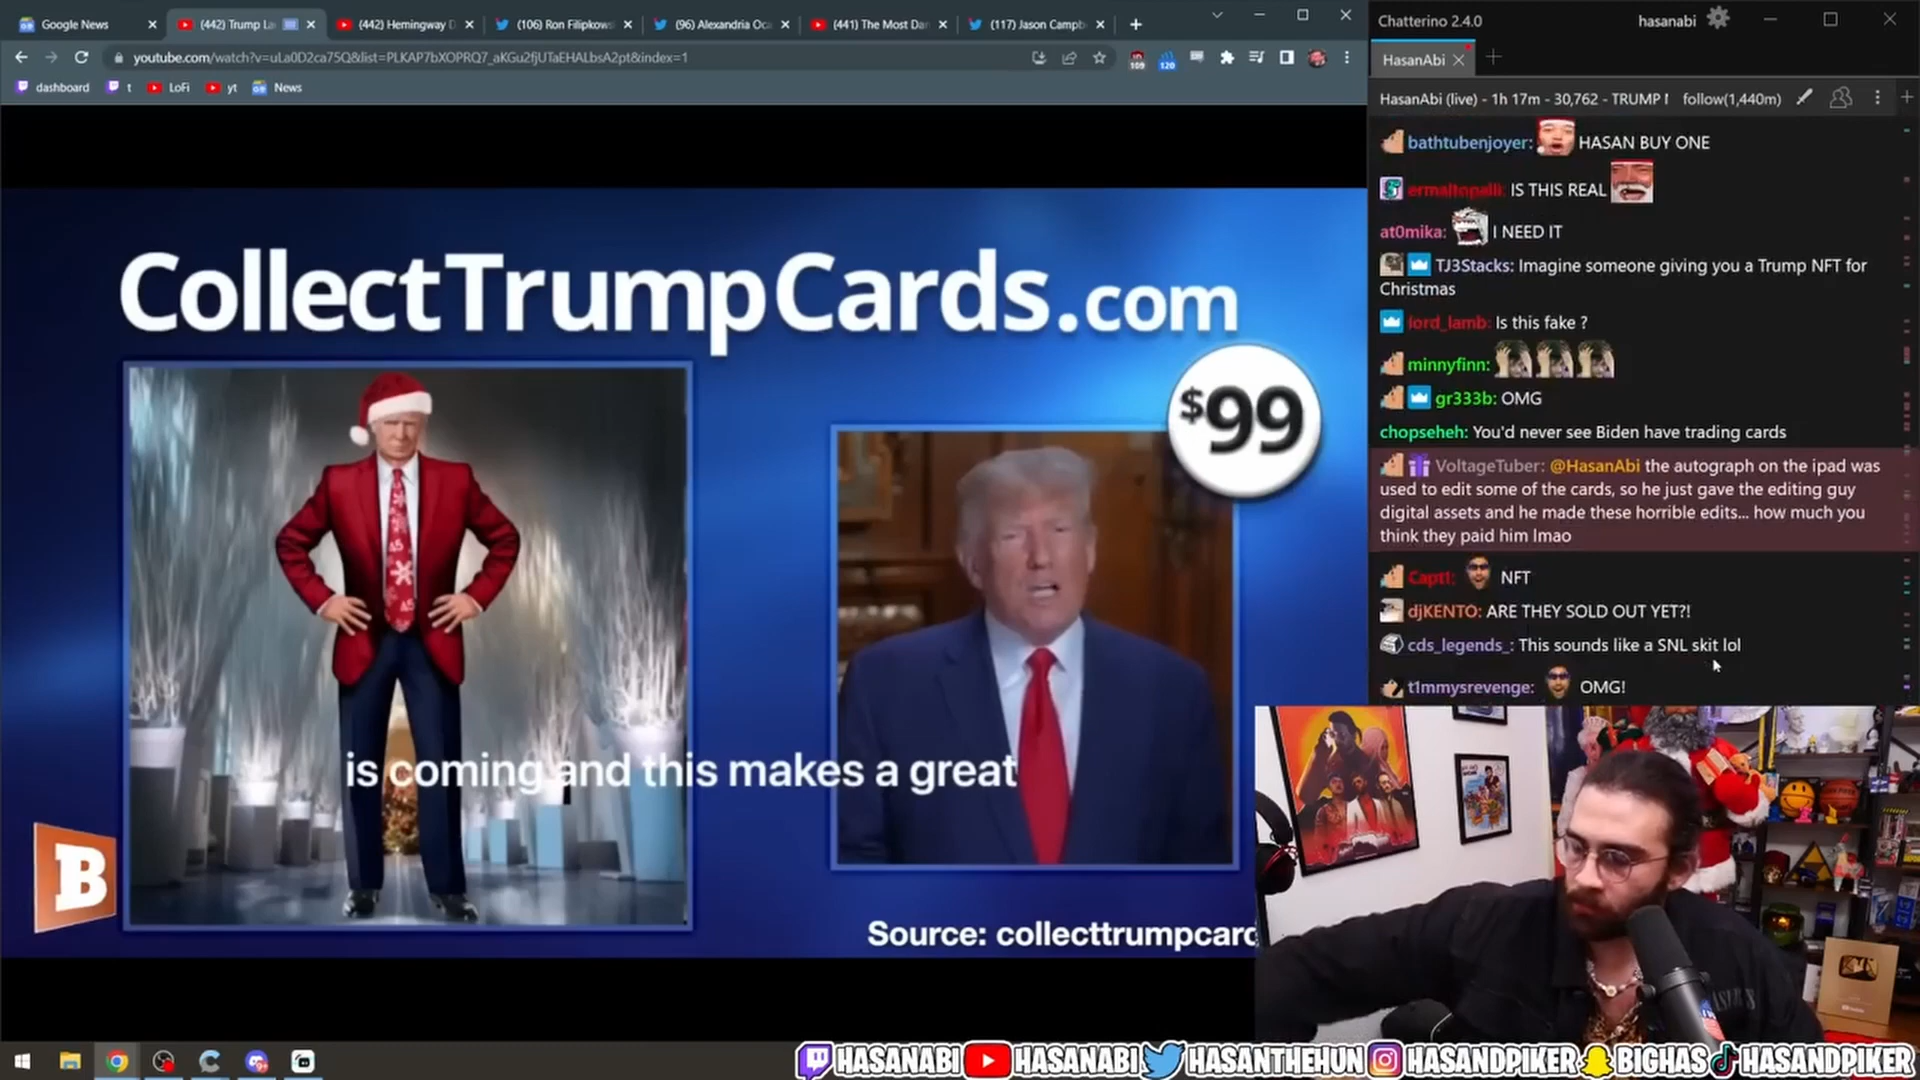 Google News
(442) Trump La
(442) Hemingway D
(106) Ron Filipkows
(96) Alexandria Oca
(441) The Most Dan
(117) Jason Campb
youtube.com/watch?v=uLa0D2ca75Q&list=PLKAP7bXOPRQ7_aKGu2fjUTaEHALbsA2pt&index=1
109
120
dashboard
t
LoFi
yt
News
CollectTrumpCards.com
$99
45
45
is coming and this makes a great
B
Source: collecttrumpcard
Chatterino 2.4.0
hasanabi
HasanAbi
HasanAbi (live) - 1h 17m - 30,762 - TRUMP
follow(1,440m)
bathtubenjoyer: HASAN BUY ONE
ermaltopalli: IS THIS REAL
at0mika: I NEED IT
TJ3Stacks: Imagine someone giving you a Trump NFT for
Christmas
lord_lamb: Is this fake ?
minnyfinn:
gr333b: OMG
chopseheh: You'd never see Biden have trading cards
VoltageTuber: @HasanAbi the autograph on the ipad was
used to edit some of the cards, so he just gave the editing guy
digital assets and he made these horrible edits... how much you
think they paid him lmao
Capt1: NFT
djKENTO: ARE THEY SOLD OUT YET?!
cds_legends_: This sounds like a SNL skit lol
t1mmysrevenge: OMG!
HASANABI HASANABI HASANTHEHUN HASANDPIKER BIGHAS HASANDPIKER